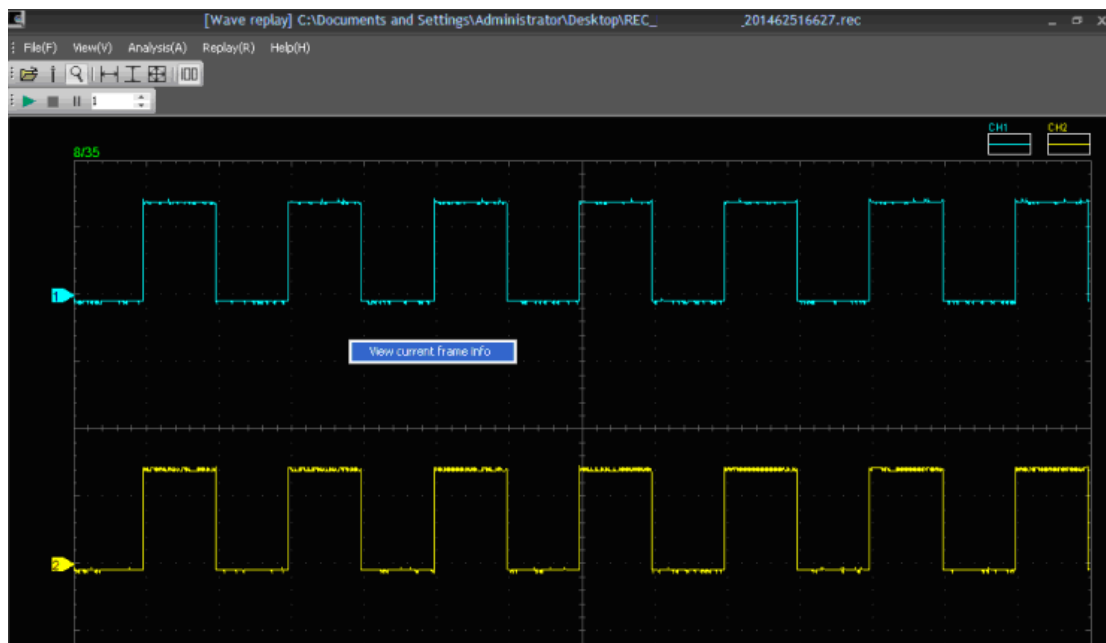 [Wave replay] C:\Documents and Settings\Administrator\Desktop\REC_ _201462516627.rec
File(F) View(V) Analysis(A) Replay(R) Help(H)
100
1
CH1 CH2
8/35
1
View current frame info
2